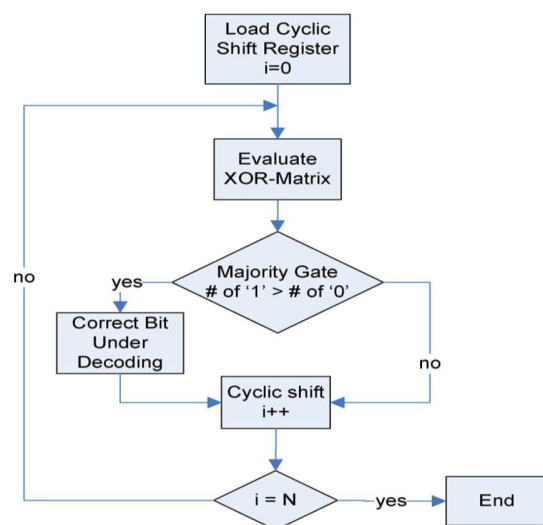 Load Cyclic
Shift Register
i=0
Evaluate
XOR-Matrix
Majority Gate
# of ‘1’ > # of ‘0’
yes
no
no
Correct Bit
Under
Decoding
Cyclic shift
i++
i = N
yes
End